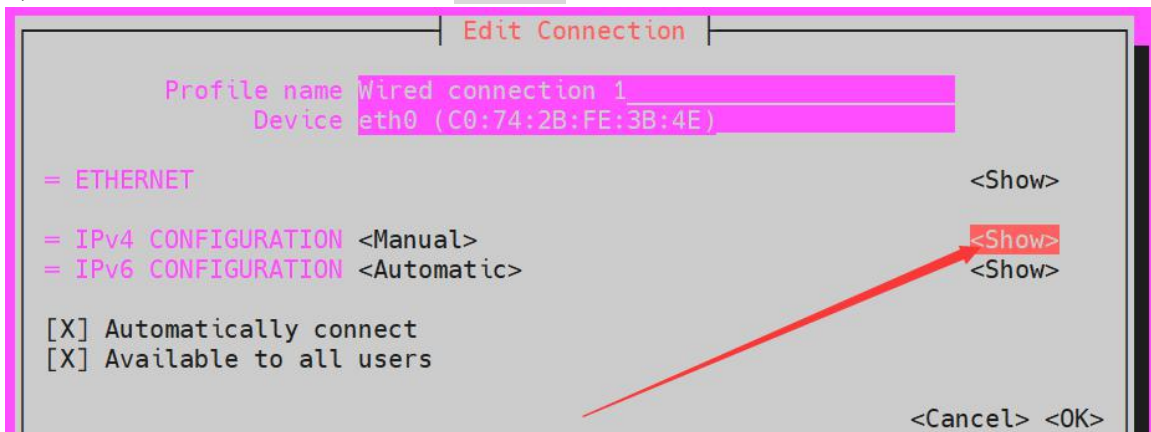 Edit Connection
Profile name Wired connection 1
Device eth0 (C0:74:2B:FE:3B:4E)
= ETHERNET <Show>
= IPv4 CONFIGURATION <Manual> <Show>
= IPv6 CONFIGURATION <Automatic> <Show>
[X] Automatically connect
[X] Available to all users
<Cancel> <OK>